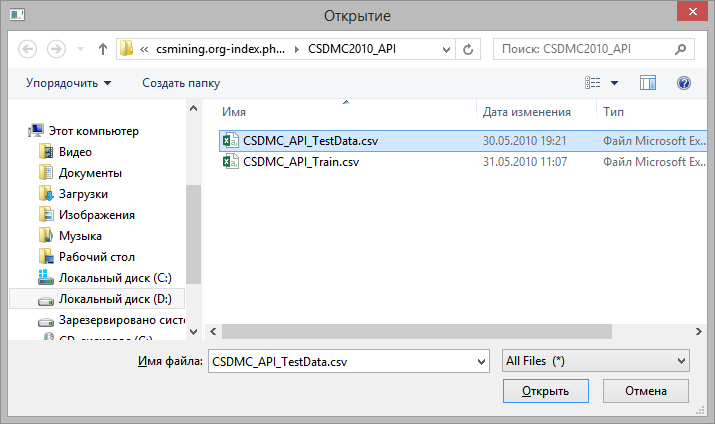 Открытие
csmining.org-index.ph... CSDMC2010_API
Поиск: CSDMC2010_API
Упорядочить Создать папку
Имя Дата изменения Тип
CSDMC_API_TestData.csv 30.05.2010 19:21 Файл Microsoft Ex...
CSDMC_API_Train.csv 31.05.2010 11:07 Файл Microsoft Ex...
Этот компьютер
Видео
Документы
Загрузки
Изображения
Музыка
Рабочий стол
Локальный диск (C:)
Локальный диск (D:)
Зарезервировано систе
Имя файла: CSDMC_API_TestData.csv All Files (*)
Открыть Отмена